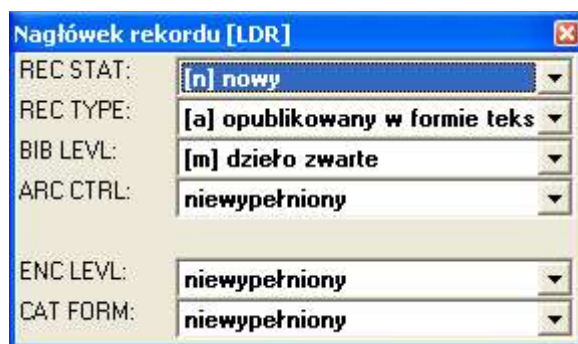 Nagłówek rekordu [LDR]
REC STAT: [n] nowy
REC TYPE: [a] opublikowany w formie teks
BIB LEVL: [m] dzieło zwarte
ARC CTRL: niewypełniony
ENC LEVL: niewypełniony
CAT FORM: niewypełniony